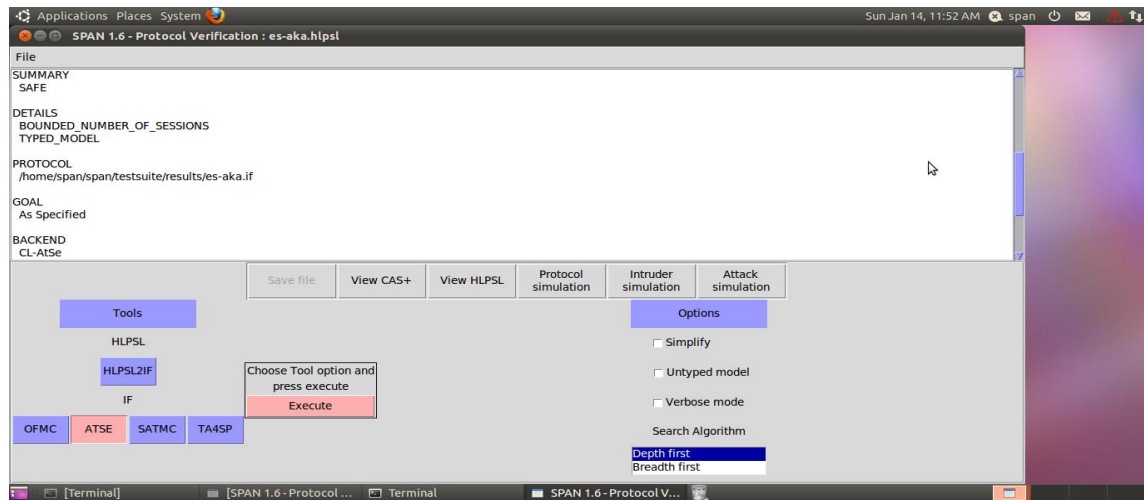 Applications Places System Sun Jan 14, 11:52 AM span
SPAN 1.6 - Protocol Verification : es-aka.hlpsl
File
SUMMARY
SAFE
DETAILS
BOUNDED_NUMBER_OF_SESSIONS
TYPED_MODEL
PROTOCOL
/home/span/span/testsuite/results/es-aka.if
GOAL
As Specified
BACKEND
CL-AtSe
Save file
View CAS+
View HLPSL
Protocol
simulation
Intruder
simulation
Attack
simulation
Tools
HLPSL
HLPSL2IF
IF
OFMC ATSE SATMC TA4SP
Choose Tool option and
press execute
Execute
Options
Simplify
Untyped model
Verbose mode
Search Algorithm
Depth first
Breadth first
[Terminal] [SPAN 1.6 - Protocol ... Terminal SPAN 1.6 - Protocol V...